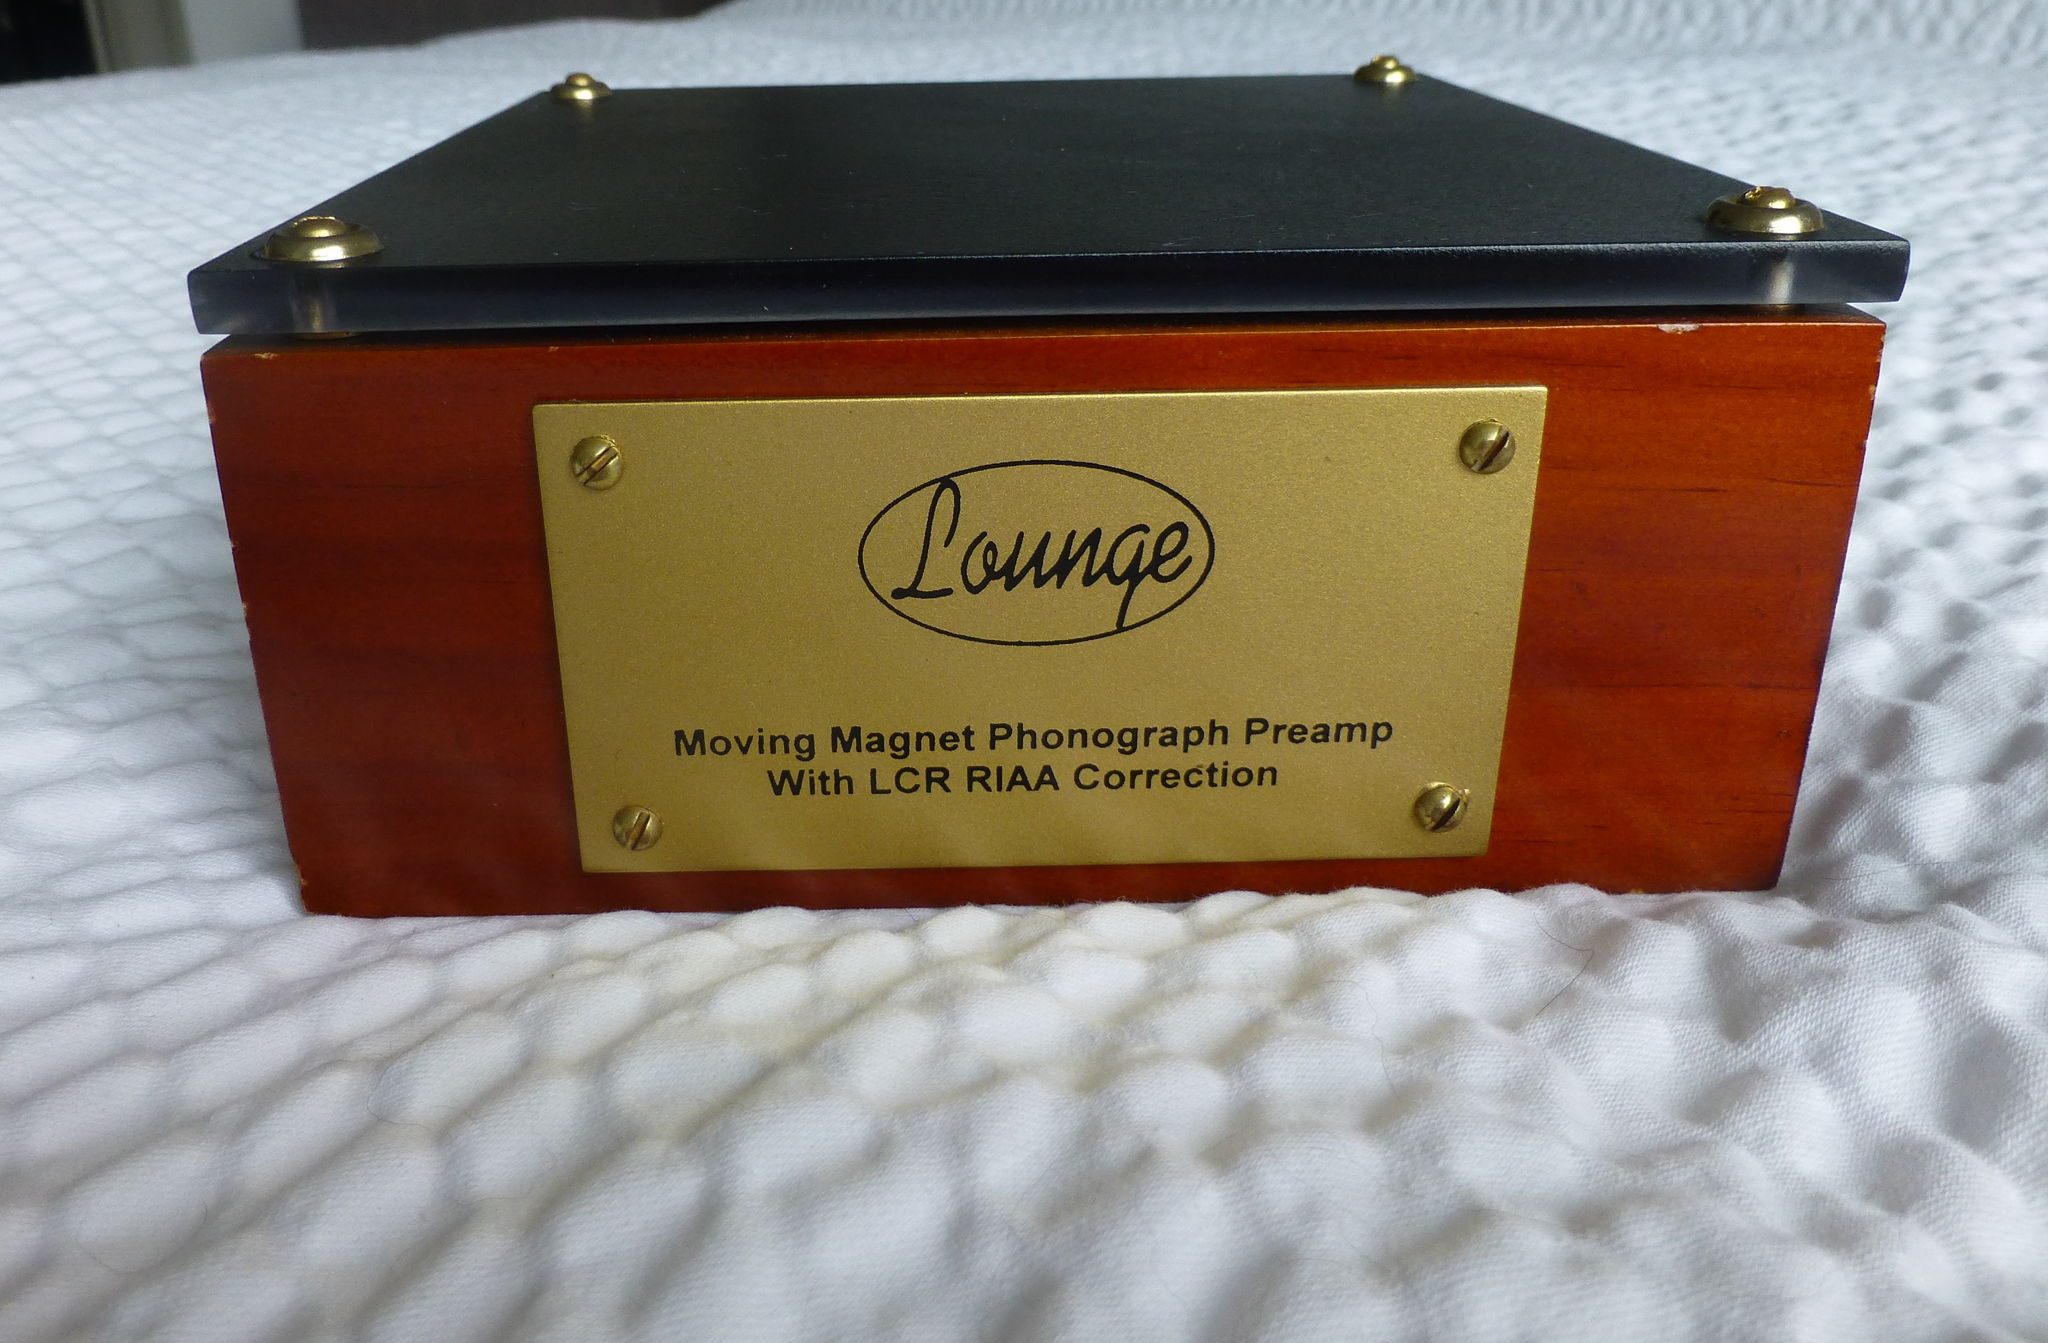 Lounge
Moving Magnet Phonograph Preamp
With LCR RIAA Correction